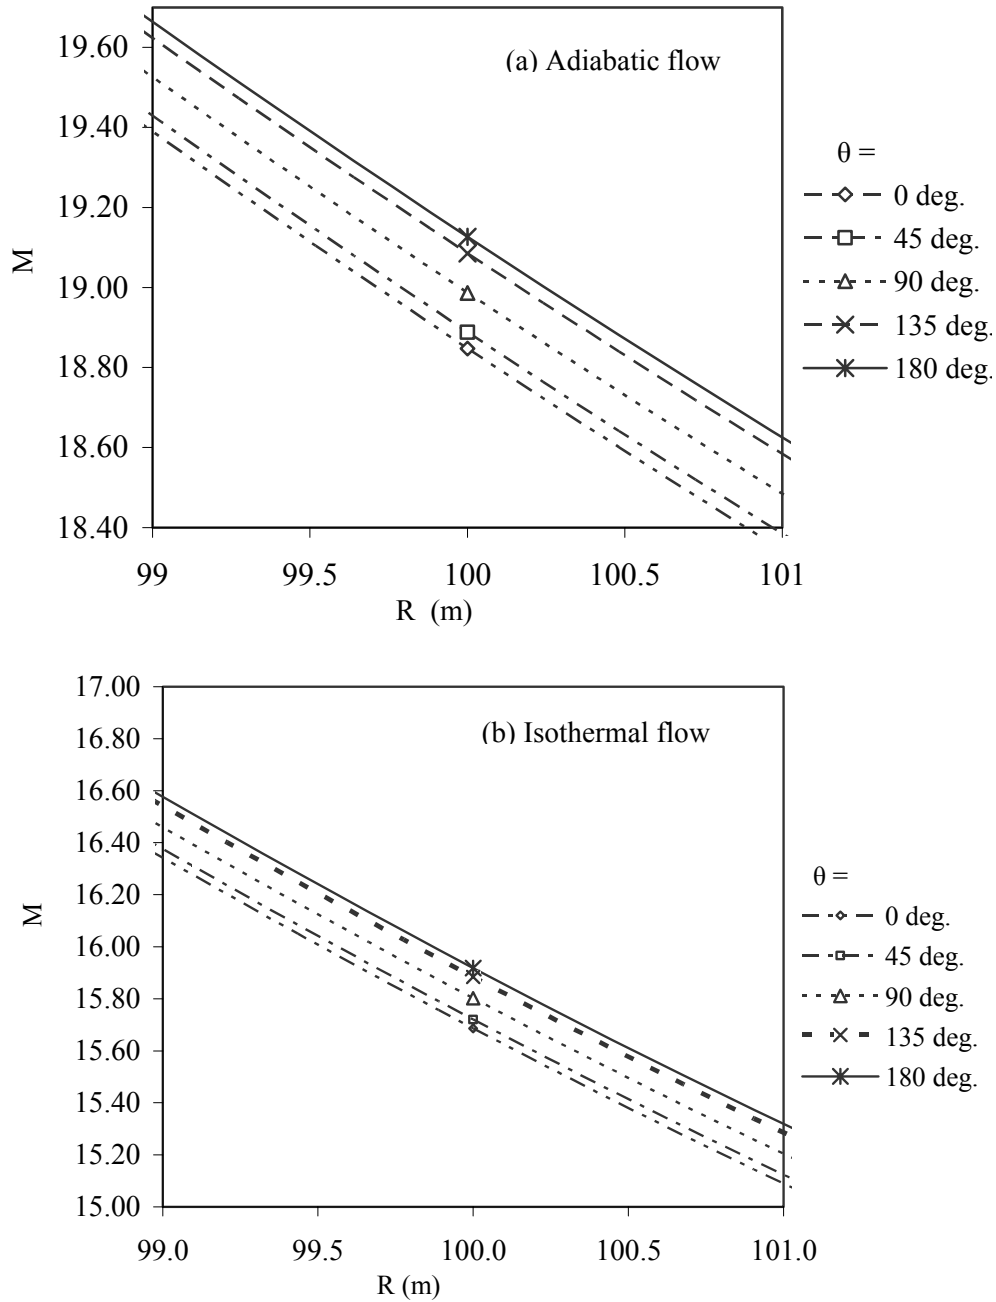 (a) Adiabatic flow
19.60
19.40
19.20
19.00
18.80
18.60
18.40
M
99
99.5
100
100.5
101
R (m)
θ =
0 deg.
45 deg.
90 deg.
135 deg.
180 deg.
(b) Isothermal flow
17.00
16.80
16.60
16.40
16.20
16.00
15.80
15.60
15.40
15.20
15.00
M
99.0
99.5
100.0
100.5
101.0
R (m)
θ =
0 deg.
45 deg.
90 deg.
135 deg.
180 deg.